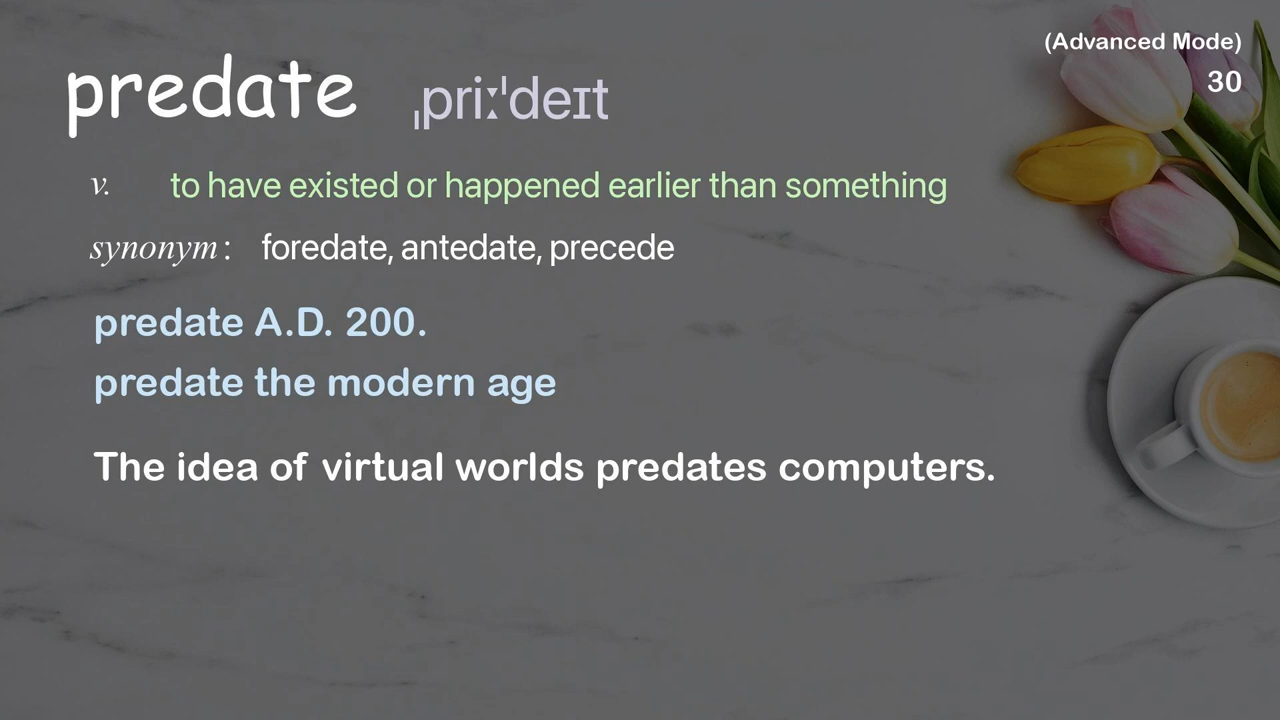 (Advanced Mode)
30
predate ˌpriːˈdeɪt
v. to have existed or happened earlier than something
synonym : foredate, antedate, precede
predate A.D. 200.
predate the modern age
The idea of virtual worlds predates computers.